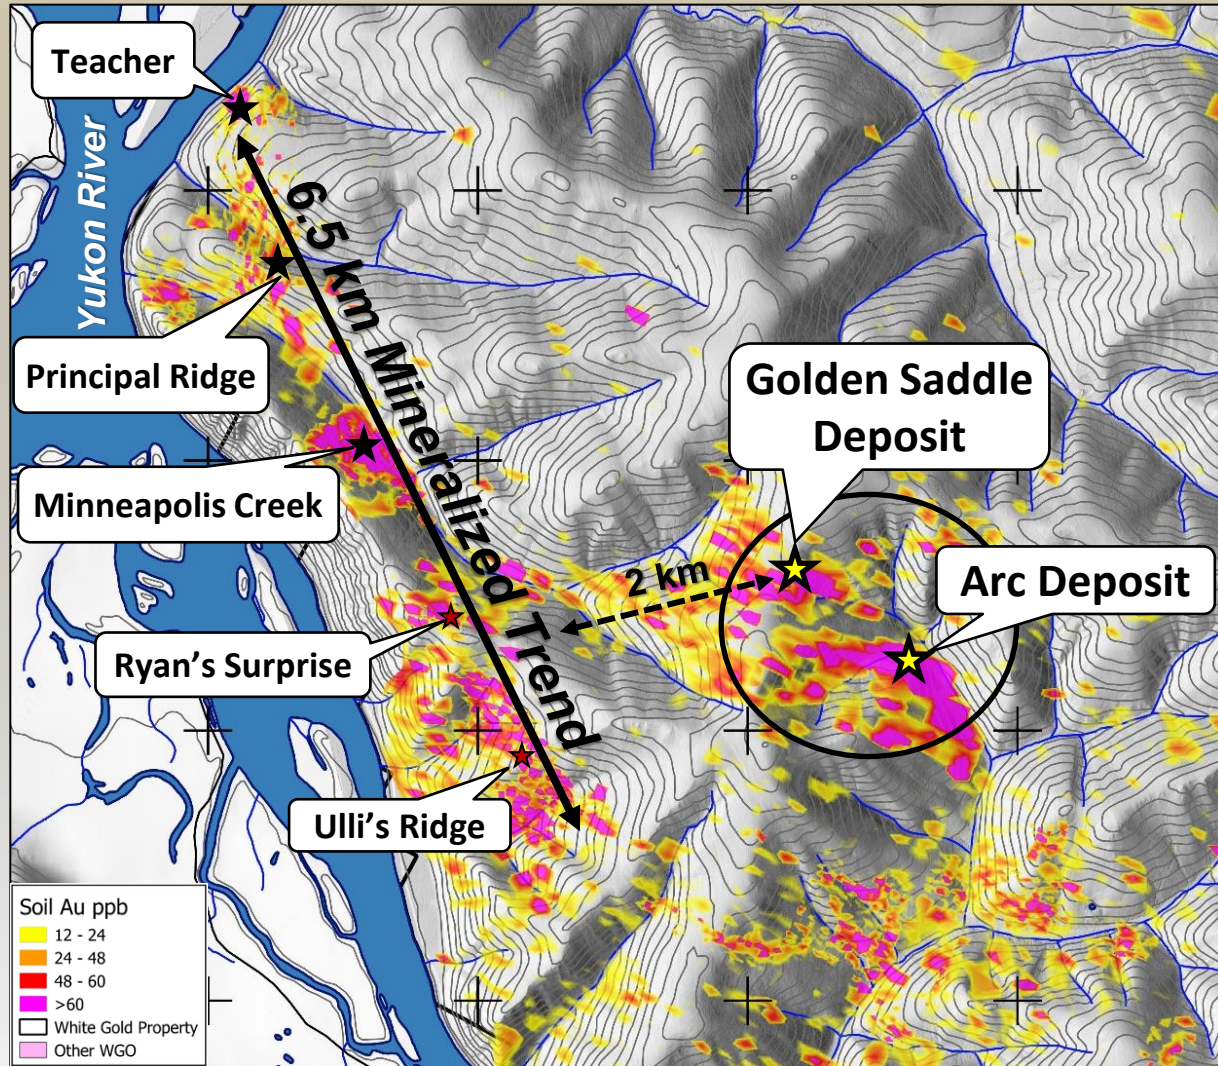 Teacher
Yukon River
6.5 km Mineralized Trend
Principal Ridge
Golden Saddle
Deposit
Minneapolis Creek
2 km
Arc Deposit
Ryan's Surprise
Ulli's Ridge
Soil Au ppb
12 - 24
24 - 48
48 - 60
>60
White Gold Property
Other WGO